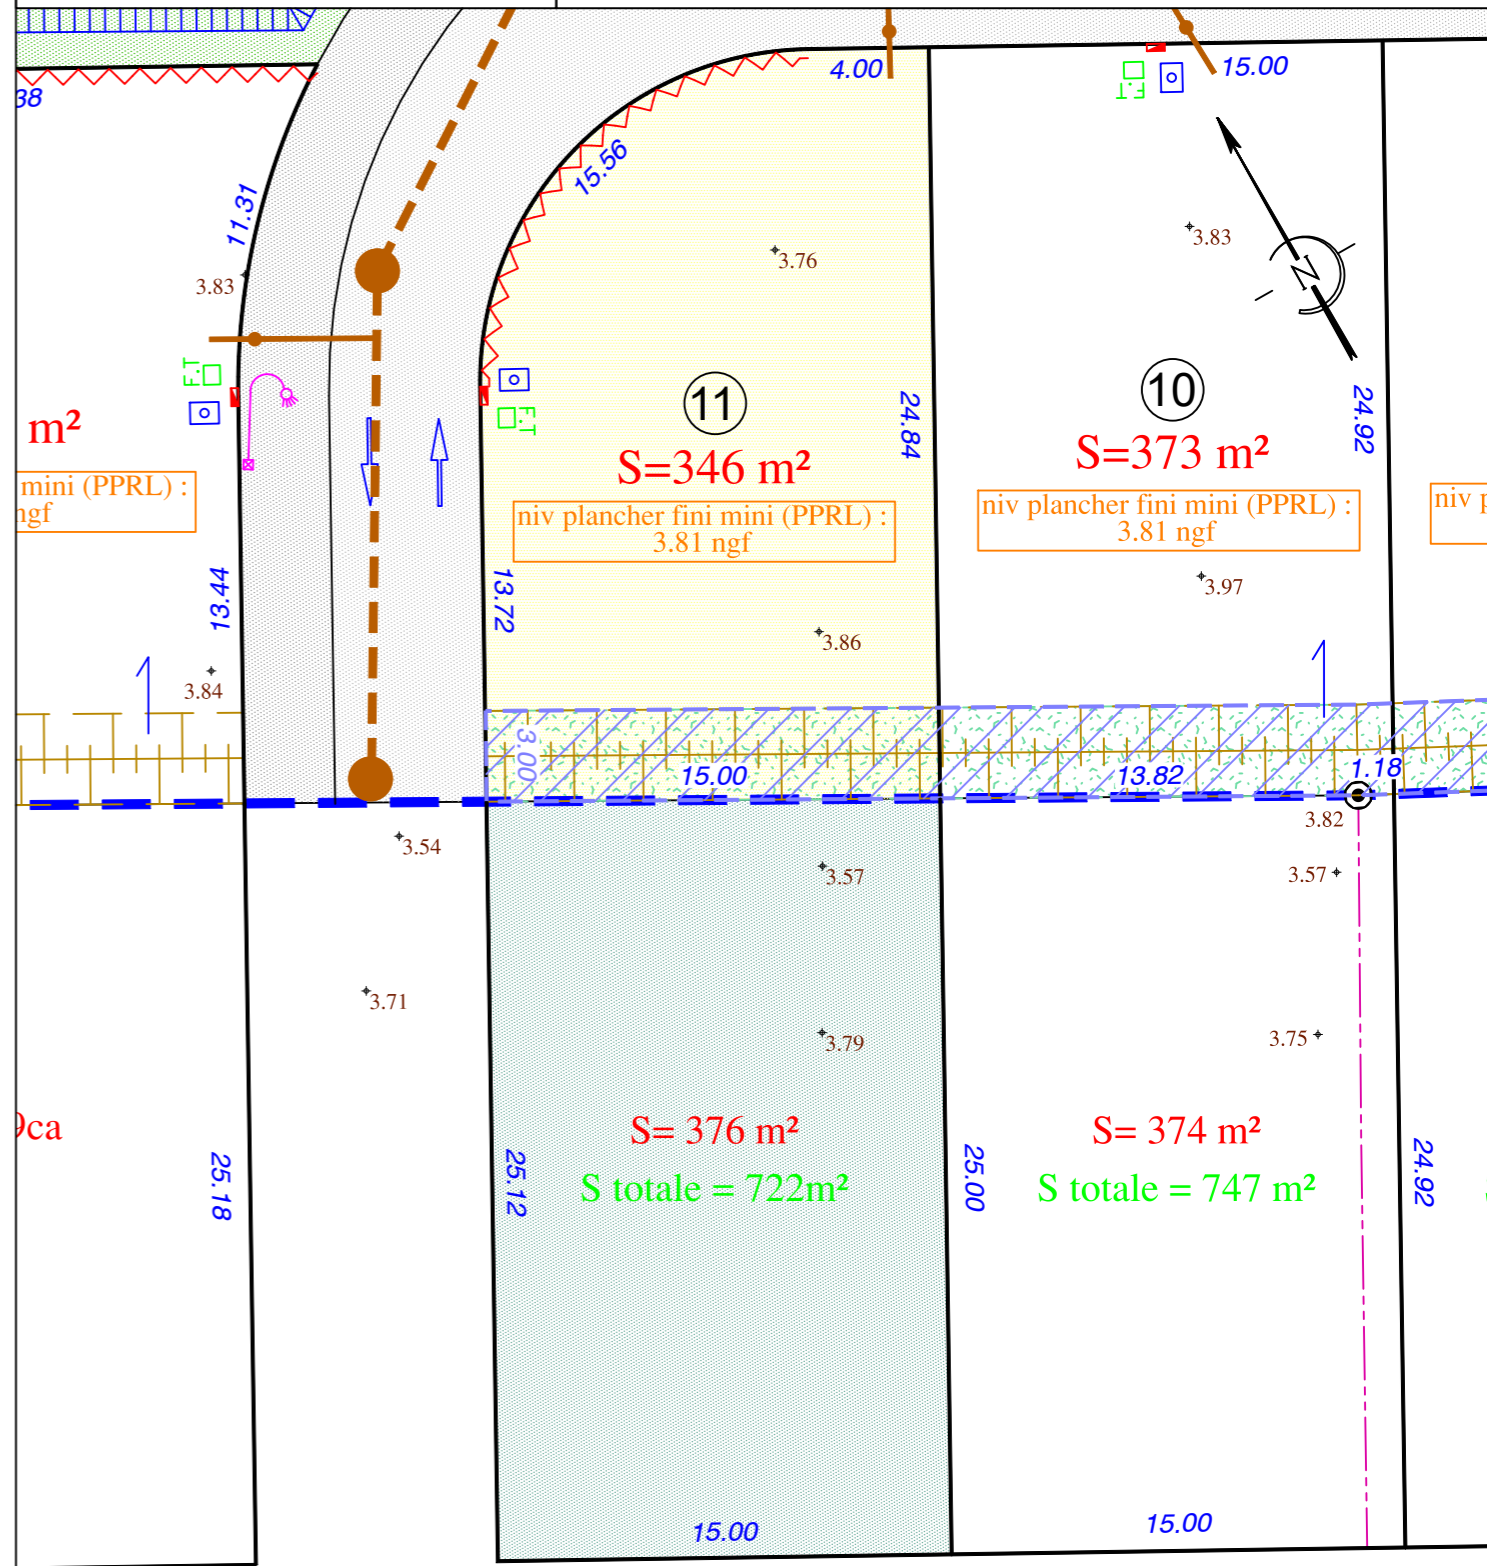 38
4.00
15.00
F.T
15.56
11.31
3.83
3.76
3.83
N
F.T
F.T
11
10
24.84
24.92
m²
S=346 m²
S=373 m²
mini (PPRL) :
ngf
niv plancher fini mini (PPRL) :
3.81 ngf
niv plancher fini mini (PPRL) :
3.81 ngf
niv
13.44
13.72
3.97
3.86
3.84
3.00
15.00
13.82
1.18
3.82
3.54
3.57
3.57
3.71
3.79
3.75
9ca
S= 376 m²
S= 374 m²
25.18
25.12
25.00
24.92
S totale = 722m²
S totale = 747 m²
15.00
15.00